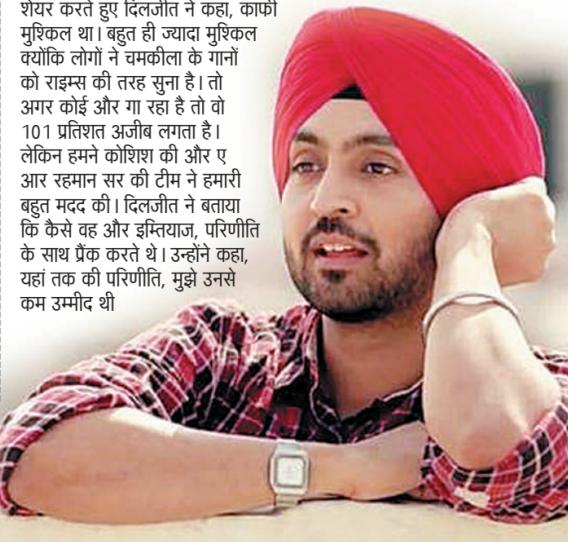 शेयर करते हुए दिलजीत ने कहा, काफी
मुश्किल था। बहुत ही ज्यादा मुश्किल
क्योंकि लोगों ने चमकीला के गानों
को राइम्स की तरह सुना है। तो
अगर कोई और गा रहा है तो वो
101 प्रतिशत अजीब लगता है।
लेकिन हमने कोशिश की और ए
आर रहमान सर की टीम ने हमारी
बहुत मदद की। दिलजीत ने बताया
कि कैसे वह और इम्तियाज, परिणीति
के साथ प्रैंक करते थे। उन्होंने कहा,
यहां तक की परिणीति, मुझे उनसे
कम उम्मीद थी